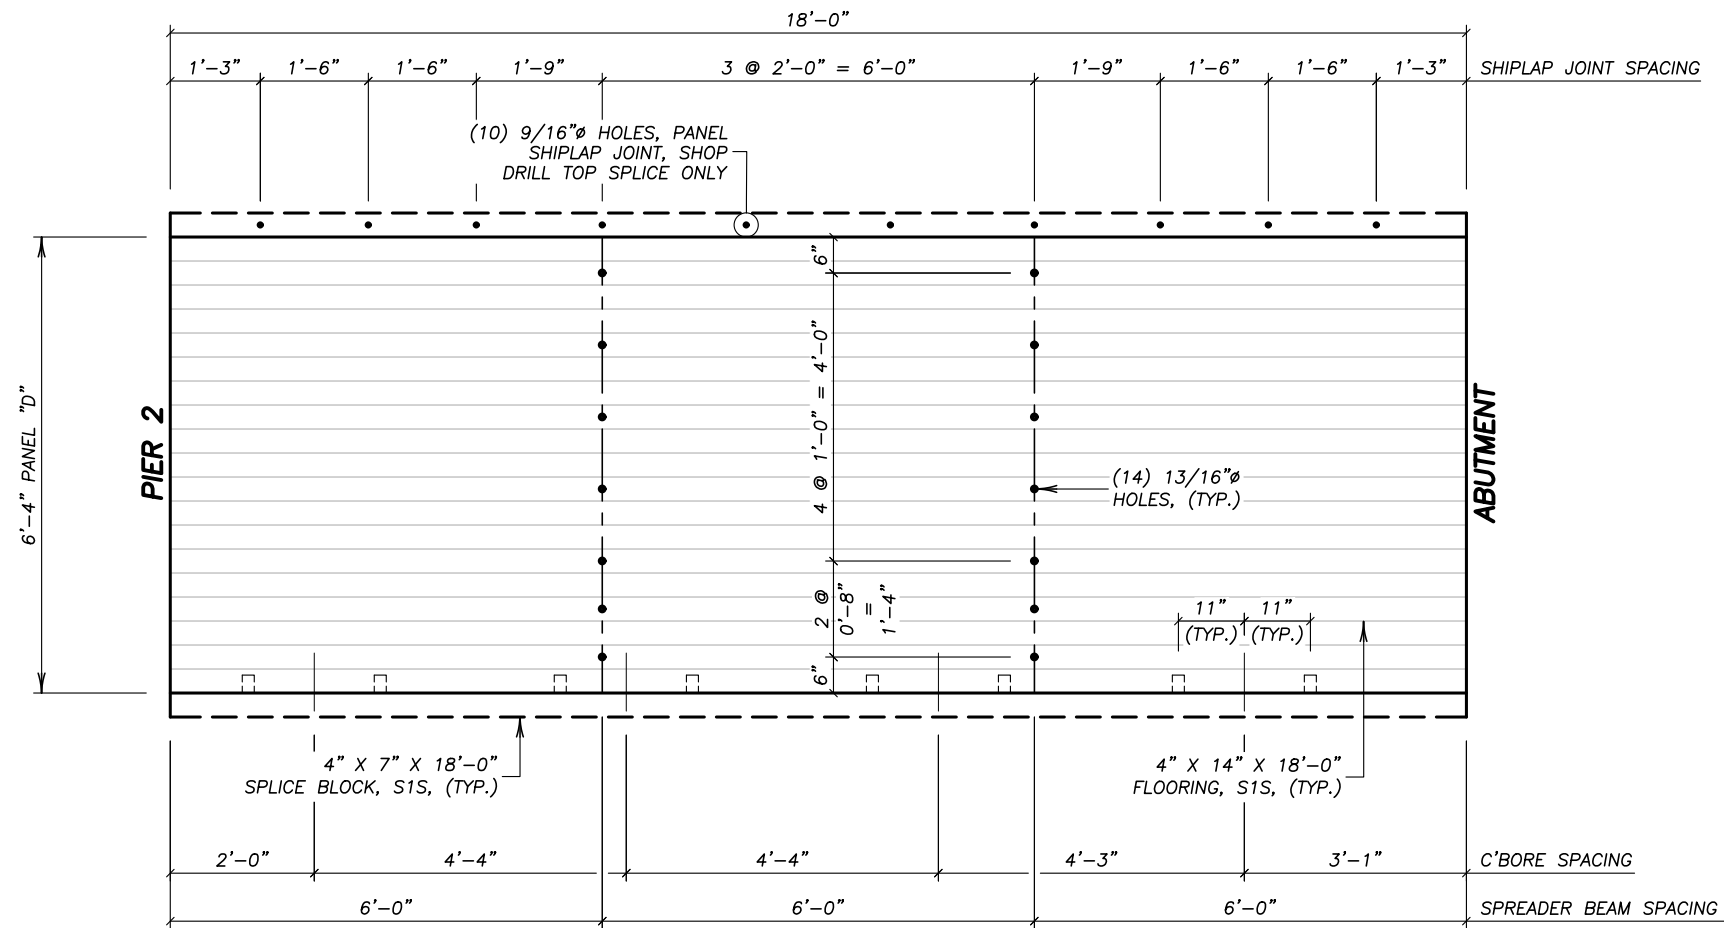 18'-0"
1'-3" 1'-6" 1'-6" 1'-9" 3 @ 2'-0" = 6'-0" 1'-9" 1'-6" 1'-6" 1'-3" SHIPLAP JOINT SPACING
(10) 9/16"ø HOLES, PANEL
SHIPLAP JOINT, SHOP
DRILL TOP SPLICE ONLY
6'-4" PANEL "D"
PIER 2
6"
4 @ 1'-0" = 4'-0"
2 @
0'-8"
=
1'-4"
6"
(14) 13/16"ø
HOLES, (TYP.)
ABUTMENT
11" 11"
(TYP.) (TYP.)
4" X 7" X 18'-0"
SPLICE BLOCK, S1S, (TYP.)
4" X 14" X 18'-0"
FLOORING, S1S, (TYP.)
2'-0" 4'-4" 4'-4" 4'-3" 3'-1" C'BORE SPACING
6'-0" 6'-0" 6'-0" SPREADER BEAM SPACING